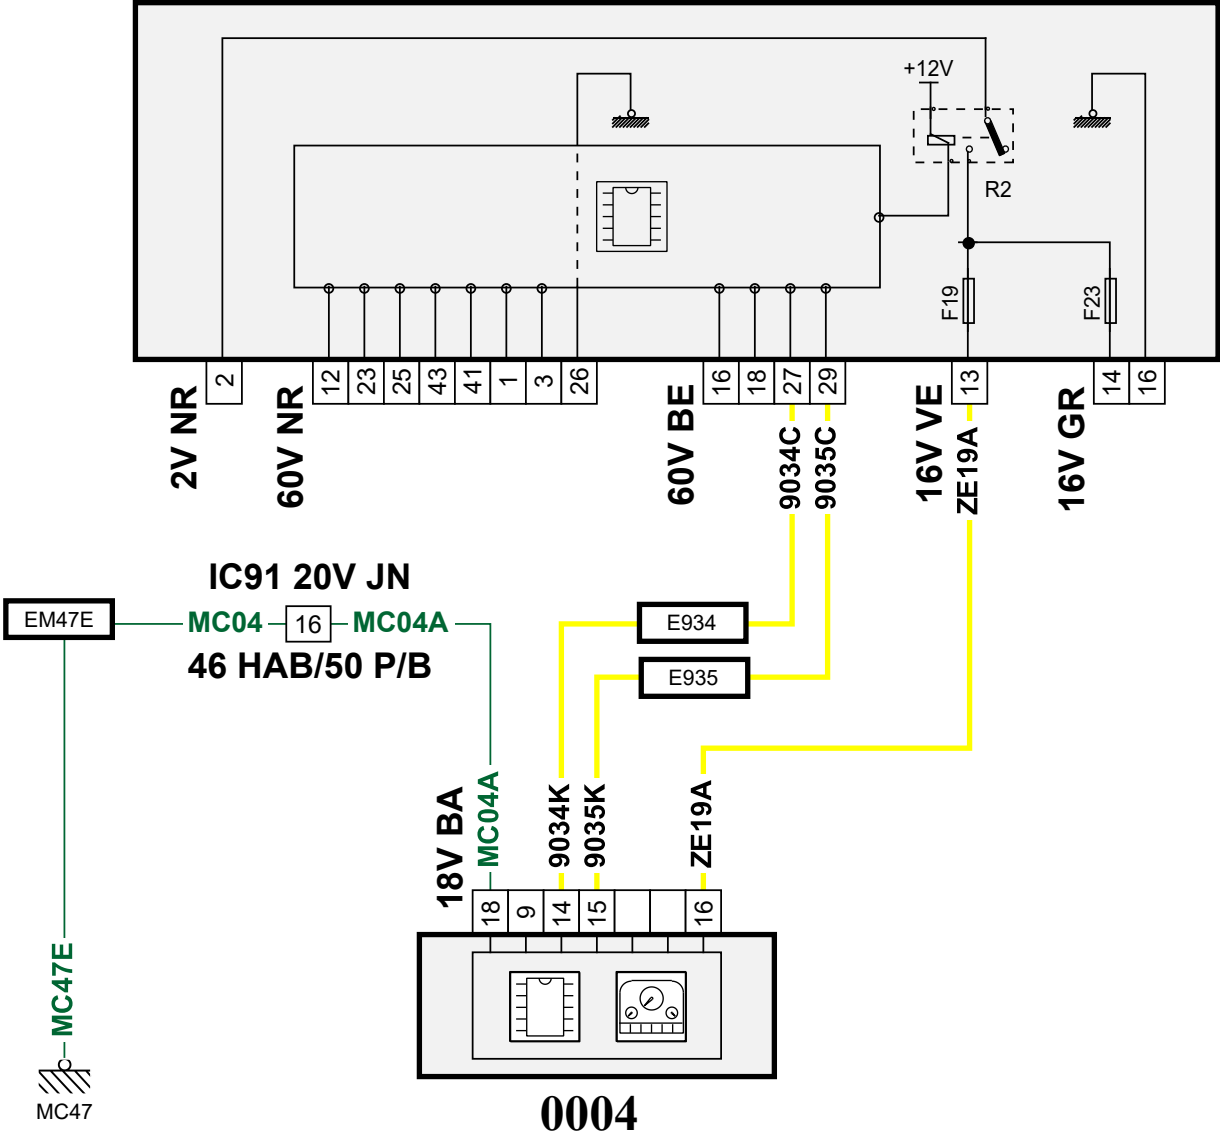 +12V
R2
F19
F23
2
12
23
25
43
41
1
3
26
16
18
27
29
13
14
16
2V NR
60V NR
60V BE
16V VE
16V GR
9034C
9035C
ZE19A
IC91 20V JN
EM47E
MC04
16
MC04A
E934
46 HAB/50 P/B
E935
18V BA
MC04A
9034K
9035K
ZE19A
18
9
14
15
16
MC47E
MC47
0004